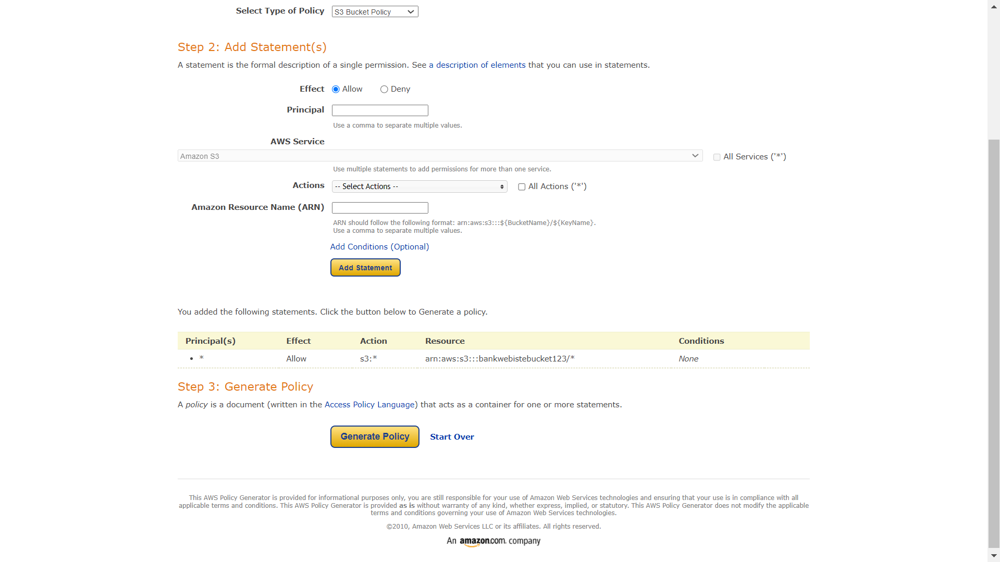 Select Type of Policy S3 Bucket Policy
Step 2: Add Statement(s)
A statement is the formal description of a single permission. See a description of elements that you can use in statements.
Effect Allow Deny
Principal
Use a comma to separate multiple values.
AWS Service
Amazon S3 All Services ('*')
Use multiple statements to add permissions for more than one service.
Actions -- Select Actions -- All Actions ('*')
Amazon Resource Name (ARN)
ARN should follow the following format: arn:aws:s3:::${BucketName}/${KeyName}.
Use a comma to separate multiple values.
Add Conditions (Optional)
Add Statement
You added the following statements. Click the button below to Generate a policy.
Principal(s) Effect Action Resource Conditions
• * Allow s3:* arn:aws:s3:::bankwebistebucket123/* None
Step 3: Generate Policy
A policy is a document (written in the Access Policy Language) that acts as a container for one or more statements.
Generate Policy Start Over
This AWS Policy Generator is provided for informational purposes only, you are still responsible for your use of Amazon Web Services technologies and ensuring that your use is in compliance with all
applicable terms and conditions. This AWS Policy Generator is provided as is without warranty of any kind, whether express, implied, or statutory. This AWS Policy Generator does not modify the applicable
terms and conditions governing your use of Amazon Web Services technologies.
©2010, Amazon Web Services LLC or its affiliates. All rights reserved.
An amazon.com. company